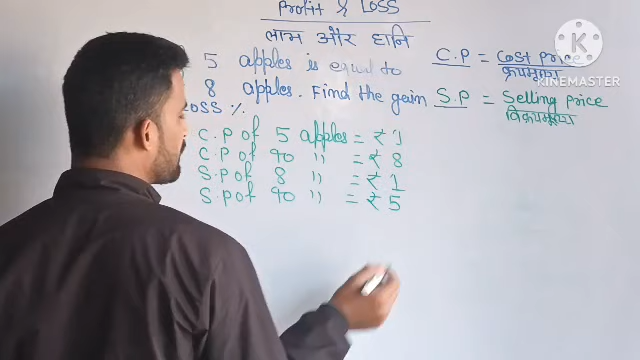 Profit & LOSS
लाभ और हानि
5 apples is equal to
8 apples. Find the gain
LOSS %.
C.P = Cost price
क्रयमूल्य
S.P = Selling price
विक्रयमूल्य
C.P of 5 apples = ₹ 1
C.P of 40 " = ₹ 8
S.P of 8 " = ₹ 1
S.P of 40 " = ₹ 5
KINEMASTER